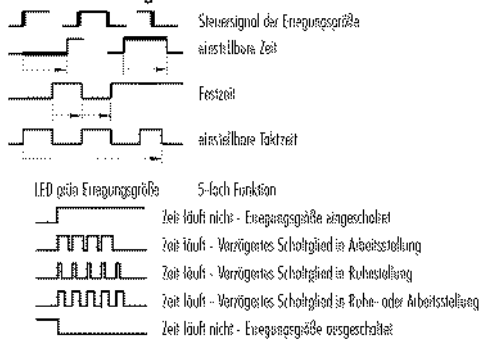 Steuersignal der Erregungsgröße
einstellbare Zeit
Festzeit
einstellbare Taktzeit
LED grün Erregungsgröße 5-fach Funktion
Zeit läuft nicht - Erregungsgröße eingeschaltet
Zeit läuft - Verzögertes Schaltglied in Arbeitsstellung
Zeit läuft - Verzögertes Schaltglied in Ruhestellung
Zeit läuft - Verzögertes Schaltglied in Ruhe- oder Arbeitsstellung
Zeit läuft nicht - Erregungsgröße ausgeschaltet